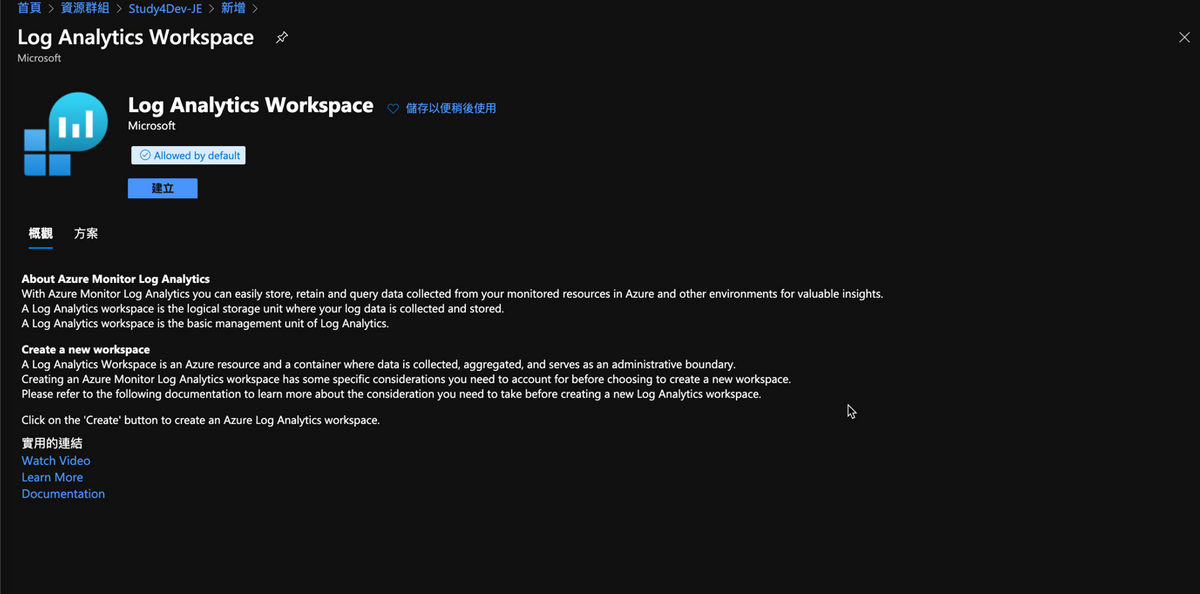 首頁 > 資源群組 > Study4Dev-JE > 新增 >
Log Analytics Workspace
Microsoft
Log Analytics Workspace 儲存以便稍後使用
Microsoft
Allowed by default
建立
概觀 方案
About Azure Monitor Log Analytics
With Azure Monitor Log Analytics you can easily store, retain and query data collected from your monitored resources in Azure and other environments for valuable insights.
A Log Analytics workspace is the logical storage unit where your log data is collected and stored.
A Log Analytics workspace is the basic management unit of Log Analytics.
Create a new workspace
A Log Analytics Workspace is an Azure resource and a container where data is collected, aggregated, and serves as an administrative boundary.
Creating an Azure Monitor Log Analytics workspace has some specific considerations you need to account for before choosing to create a new workspace.
Please refer to the following documentation to learn more about the consideration you need to take before creating a new Log Analytics workspace.
Click on the 'Create' button to create an Azure Log Analytics workspace.
實用的連結
Watch Video
Learn More
Documentation